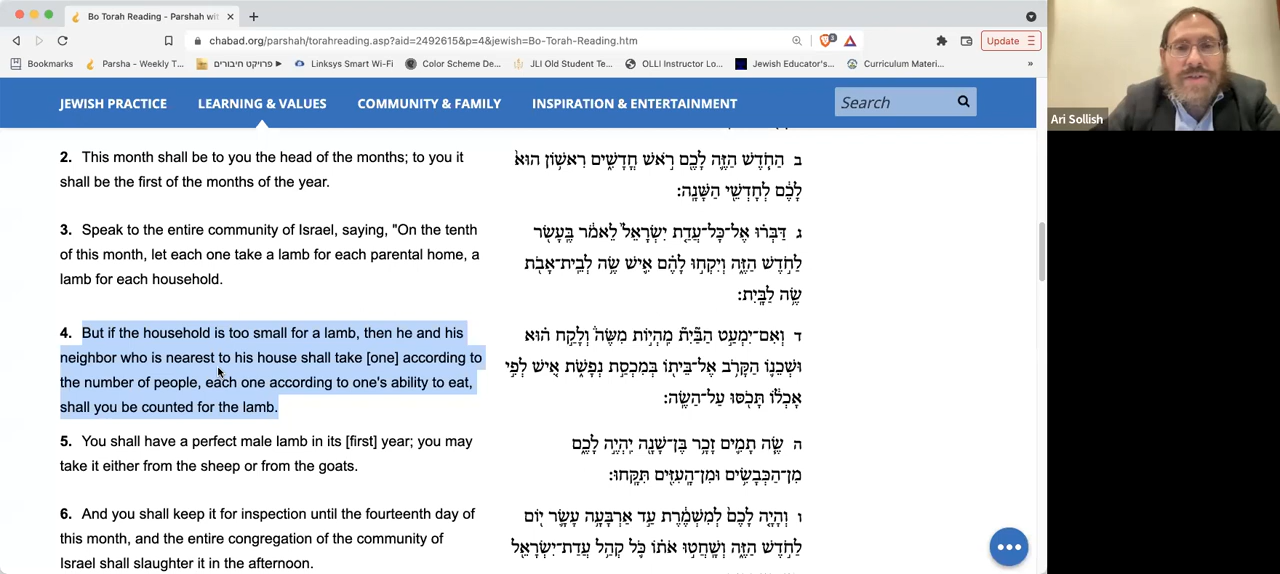 Bo Torah Reading - Parshah wit
chabad.org/parshah/torahreading.asp?aid=2492615&p=4&jewish=Bo-Torah-Reading.htm
3
Update
Bookmarks Parsha - Weekly T... פרויקט חיבורים Linksys Smart Wi-Fi Color Scheme De... JLI Old Student Te... OLLI Instructor Lo... Jewish Educator's... Curriculum Materi... »
JEWISH PRACTICE LEARNING & VALUES COMMUNITY & FAMILY INSPIRATION & ENTERTAINMENT Search
Ari Sollish
2. This month shall be to you the head of the months; to you it
shall be the first of the months of the year.
3. Speak to the entire community of Israel, saying, "On the tenth
of this month, let each one take a lamb for each parental home, a
lamb for each household.
4. But if the household is too small for a lamb, then he and his
neighbor who is nearest to his house shall take [one] according to
the number of people, each one according to one's ability to eat,
shall you be counted for the lamb.
5. You shall have a perfect male lamb in its [first] year; you may
take it either from the sheep or from the goats.
6. And you shall keep it for inspection until the fourteenth day of
this month, and the entire congregation of the community of
Israel shall slaughter it in the afternoon.
ב הַחֹ֧דֶשׁ הַזֶּ֛ה לָכֶ֖ם רֹ֣אשׁ חֳדָשִׁ֑ים רִאשׁ֥וֹן הוּא֙
לָכֶ֔ם לְחָדְשֵׁ֖י הַשָּׁנָֽה:
ג דַּבְּר֗וּ אֶל־כָּל־עֲדַ֤ת יִשְׂרָאֵל֙ לֵאמֹ֔ר בֶּֽעָשׂ֖ר
לַחֹ֣דֶשׁ הַזֶּ֑ה וְיִקְח֣וּ לָהֶ֗ם אִ֛ישׁ שֶׂ֥ה לְבֵֽית־אָבֹ֖ת
שֶׂ֥ה לַבָּֽיִת:
ד וְאִם־יִמְעַ֣ט הַבַּ֘יִת֘ מִֽהְי֣וֹת מִשֶּׂה֒ וְלָקַ֣ח ה֗וּא
וּשְׁכֵנ֛וֹ הַקָּרֹ֥ב אֶל־בֵּית֖וֹ בְּמִכְסַ֣ת נְפָשֹׁ֑ת אִ֚ישׁ לְפִ֣י
אָכְל֔וֹ תָּכֹ֖סּוּ עַל־הַשֶּֽׂה:
ה שֶׂ֥ה תָמִ֛ים זָכָ֥ר בֶּן־שָׁנָ֖ה יִֽהְיֶ֣ה לָכֶ֑ם
מִן־הַכְּבָשִׂ֥ים וּמִן־הָֽעִזִּ֖ים תִּקָּֽחוּ:
ו וְהָיָ֤ה לָכֶם֙ לְמִשְׁמֶ֔רֶת עַ֣ד אַרְבָּעָ֥ה עָשָׂ֛ר י֖וֹם
לַחֹ֣דֶשׁ הַזֶּ֑ה וְשָֽׁחֲט֣וּ אֹת֗וֹ כֹּ֛ל קְהַ֥ל עֲדַת־יִשְׂרָאֵ֖ל